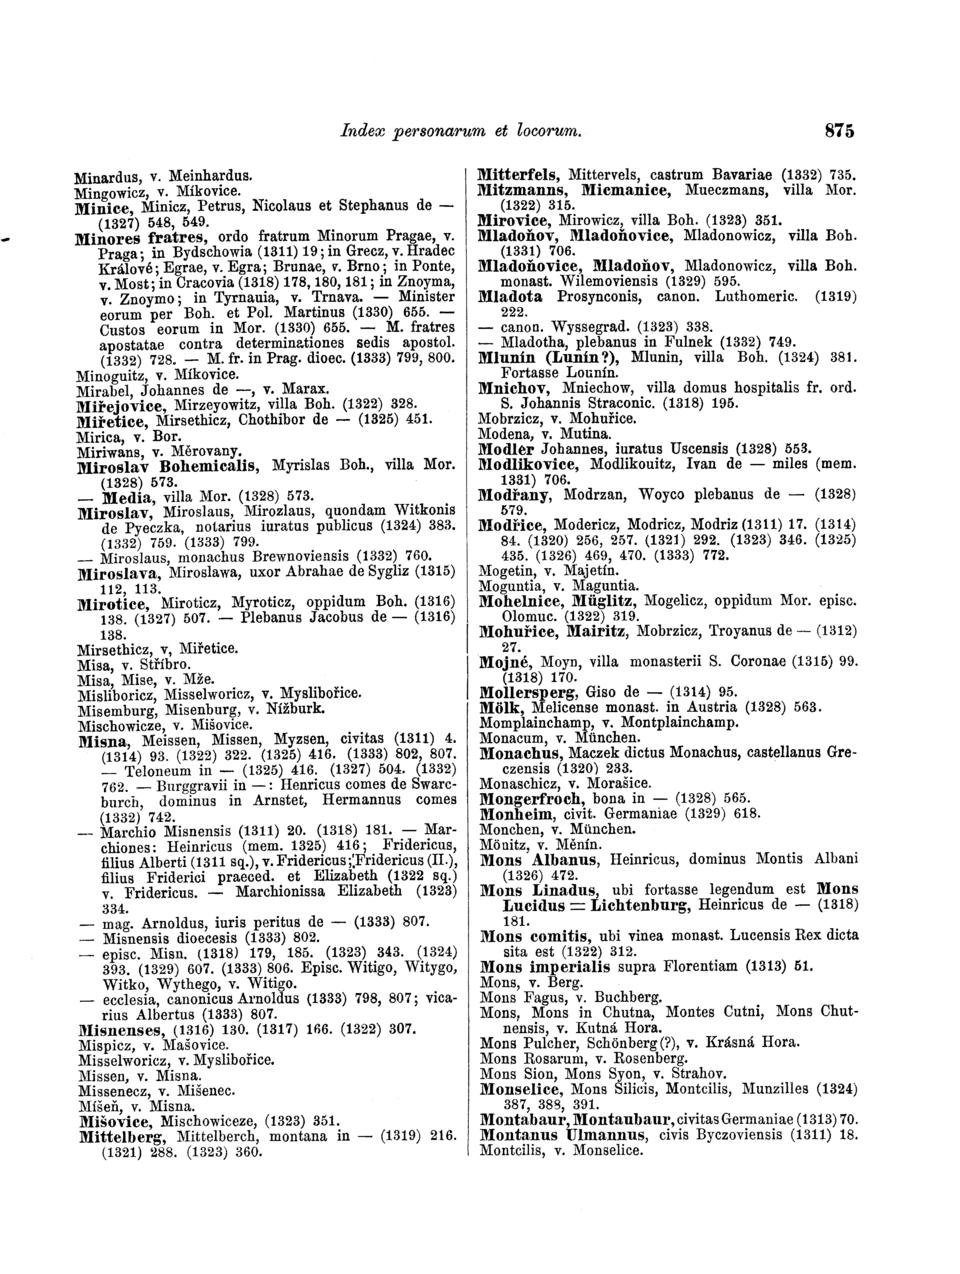 Index personarum et locorum. 875
Minardus, v. Meinhardus.
Mingowicz, v. Míkovice.
Minice, Minicz, Petrus, Nicolaus et Stephanus de —
(1327) 548, 549.
Minores fratres, ordo fratrum Minorum Pragae, v.
Praga; in Bydschowia (1311) 19; in Grecz, v. Hradec
Králové; Egrae, v. Egra; Brunae, v. Brno; in Ponte,
v. Most; in Cracovia (1318) 178, 180, 181; in Znoyma,
v. Znoymo; in Tyrnauia, v. Trnava. — Minister
eorum per Boh. et Pol. Martinus (1330) 655. —
Custos eorum in Mor. (1330) 655. — M. fratres
apostatae contra determinationes sedis apostol.
(1332) 728. — M. fr. in Prag. dioec. (1333) 799, 800.
Minoguitz, v. Míkovice.
Mirabel, Johannes de —, v. Marax.
Miřejovice, Mirzeyowitz, villa Boh. (1322) 328.
Miřetice, Mirsethicz, Chothibor de — (1325) 451.
Mirica, v. Bor.
Miriwans, v. Měrovany.
Miroslav Bohemicalis, Myrislas Boh., villa Mor.
(1328) 573.
— Media, villa Mor. (1328) 573.
Miroslav, Miroslaus, Mirozlaus, quondam Witkonis
de Pyeczka, notarius iuratus publicus (1324) 383.
(1332) 759. (1333) 799.
— Miroslaus, monachus Brewnoviensis (1332) 760.
Miroslava, Miroslawa, uxor Abrahae de Sygliz (1315)
112, 113.
Mirotice, Miroticz, Myroticz, oppidum Boh. (1316)
138. (1327) 507. — Plebanus Jacobus de — (1316)
138.
Mirsethicz, v, Miřetice.
Misa, v. Stříbro.
Misa, Mise, v. Mže.
Misliboricz, Misselworicz, v. Myslibořice.
Misemburg, Misenburg, v. Nížburk.
Mischowicze, v. Mišovice.
Misna, Meissen, Missen, Myzsen, civitas (1311) 4.
(1314) 93. (1322) 322. (1325) 416. (1333) 802, 807.
— Teloneum in — (1325) 416. (1327) 504. (1332)
762. — Burggravii in —: Henricus comes de Swarc-
burch, dominus in Arnstet, Hermannus comes
(1332) 742.
— Marchio Misnensis (1311) 20. (1318) 181. — Mar-
chiones: Heinricus (mem. 1325) 416; Fridericus,
filius Alberti (1311 sq.), v. Fridericus; Fridericus (II.),
filius Friderici praeced. et Elizabeth (1322 sq.)
v. Fridericus. — Marchionissa Elizabeth (1323)
334.
— mag. Arnoldus, iuris peritus de — (1333) 807.
— Misnensis dioecesis (1333) 802.
— episc. Misn. (1318) 179, 185. (1323) 343. (1324)
393. (1329) 607. (1333) 806. Episc. Witigo, Witygo,
Witko, Wythego, v. Witigo.
— ecclesia, canonicus Arnoldus (1333) 798, 807; vica-
rius Albertus (1333) 807.
Misnenses, (1316) 130. (1317) 166. (1322) 307.
Mispicz, v. Mašovice.
Misselworicz, v. Myslibořice.
Missen, v. Misna.
Missenecz, v. Mišenec.
Míšeň, v. Misna.
Mišovice, Mischowiceze, (1323) 351.
Mittelberg, Mittelberch, montana in — (1319) 216.
(1321) 288. (1323) 360.
Mitterfels, Mittervels, castrum Bavariae (1332) 735.
Mitzmanns, Micmanice, Mueczmans, villa Mor.
(1322) 315.
Mirovice, Mirowicz, villa Boh. (1323) 351.
Mladoňov, Mladoňovice, Mladonowicz, villa Boh.
(1331) 706.
Mladoňovice, Mladoňov, Mladonowicz, villa Boh.
monast. Wilemoviensis (1329) 595.
Mladota Prosynconis, canon. Luthomeric. (1319)
222.
— canon. Wyssegrad. (1323) 338.
— Mladotha, plebanus in Fulnek (1332) 749.
Mlunín (Lunín?), Mlunin, villa Boh. (1324) 381.
Fortasse Lounín.
Mnichov, Mniechow, villa domus hospitalis fr. ord.
S. Johannis Straconic. (1318) 195.
Mobrzicz, v. Mohuřice.
Modena, v. Mutina.
Modler Johannes, iuratus Uscensis (1328) 553.
Modlikovice, Modlikouitz, Ivan de — miles (mem.
1331) 706.
Modřany, Modrzan, Woyco plebanus de — (1328)
579.
Modřice, Modericz, Modricz, Modriz (1311) 17. (1314)
84. (1320) 256, 257. (1321) 292. (1323) 346. (1325)
435. (1326) 469, 470. (1333) 772.
Mogetin, v. Majetín.
Moguntia, v. Maguntia.
Mohelnice, Müglitz, Mogelicz, oppidum Mor. episc.
Olomuc. (1322) 319.
Mohuřice, Mairitz, Mobrzicz, Troyanus de — (1312)
27.
Mojné, Moyn, villa monasterii S. Coronae (1315) 99.
(1318) 170.
Mollersperg, Giso de — (1314) 95.
Mölk, Melicense monast. in Austria (1328) 563.
Momplainchamp, v. Montplainchamp.
Monacum, v. München.
Monachus, Maczek dictus Monachus, castellanus Gre-
czensis (1320) 233.
Monaschicz, v. Morašice.
Mongerfroch, bona in — (1328) 565.
Monheim, civit. Germaniae (1329) 618.
Monchen, v. München.
Mönitz, v. Měnín.
Mons Albanus, Heinricus, dominus Montis Albani
(1326) 472.
Mons Linadus, ubi fortasse legendum est Mons
Lucidus = Lichtenburg, Heinricus de — (1318)
181.
Mons comitis, ubi vinea monast. Lucensis Rex dicta
sita est (1322) 312.
Mons imperialis supra Florentiam (1313) 51.
Mons, v. Berg.
Mons Fagus, v. Buchberg.
Mons, Mons in Chutna, Montes Cutni, Mons Chut-
nensis, v. Kutná Hora.
Mons Pulcher, Schönberg(?), v. Krásná Hora.
Mons Rosarum, v. Rosenberg.
Mons Sion, Mons Syon, v. Strahov.
Monselice, Mons Silicis, Montcilis, Munzilles (1324)
387, 388, 391.
Montabaur, Montaubaur, civitas Germaniae (1313) 70.
Montanus Ulmannus, civis Byczoviensis (1311) 18.
Montcilis, v. Monselice.